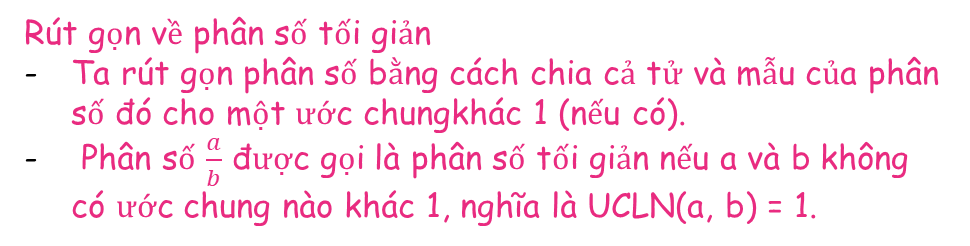 Rút gọn về phân số tối giản
- Ta rút gọn phân số bằng cách chia cả tử và mẫu của phân
số đó cho một ước chungkhác 1 (nếu có).
- Phân số a/b được gọi là phân số tối giản nếu a và b không
có ước chung nào khác 1, nghĩa là UCLN(a, b) = 1.